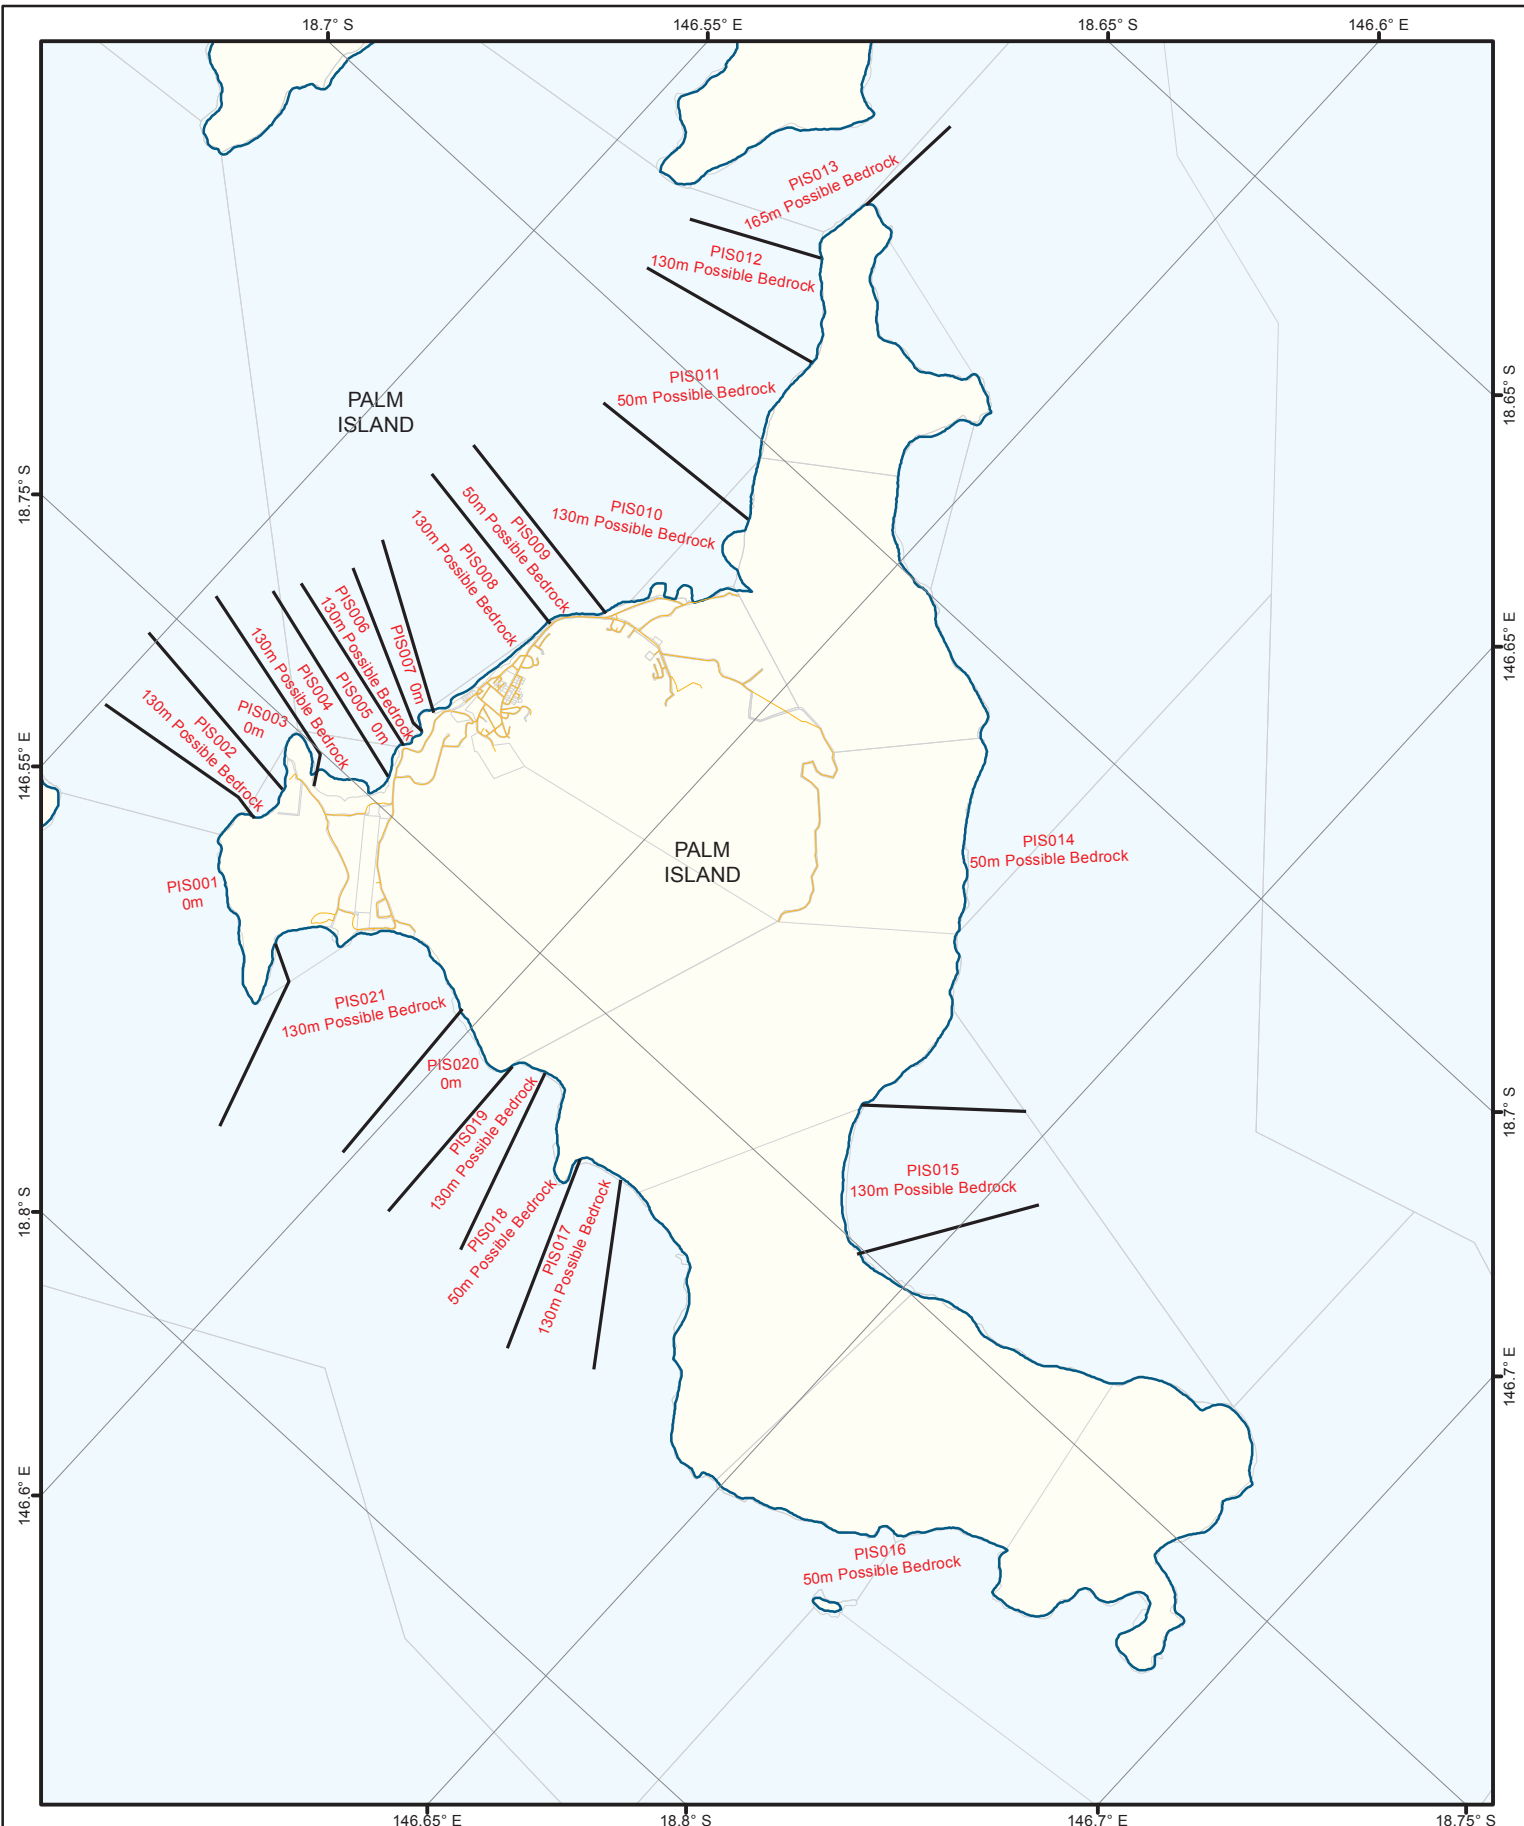 18.7° S
146.55° E
18.65° S
146.6° E
PIS013
165m Possible Bedrock
PIS012
130m Possible Bedrock
PIS011
50m Possible Bedrock
PALM
ISLAND
18.65° S
18.75° S
PIS010
130m Possible Bedrock
PIS009
50m Possible Bedrock
PIS008
130m Possible Bedrock
PIS007 0m
PIS006
130m Possible Bedrock
PIS005 0m
PIS004
130m Possible Bedrock
PIS003
0m
PIS002
130m Possible Bedrock
146.65° E
146.55° E
PALM
ISLAND
PIS014
50m Possible Bedrock
PIS001
0m
PIS021
130m Possible Bedrock
PIS020
0m
PIS019
130m Possible Bedrock
PIS018
50m Possible Bedrock
PIS017
130m Possible Bedrock
PIS015
130m Possible Bedrock
18.7° S
18.8° S
146.7° E
146.6° E
PIS016
50m Possible Bedrock
146.65° E
18.8° S
146.7° E
18.75° S